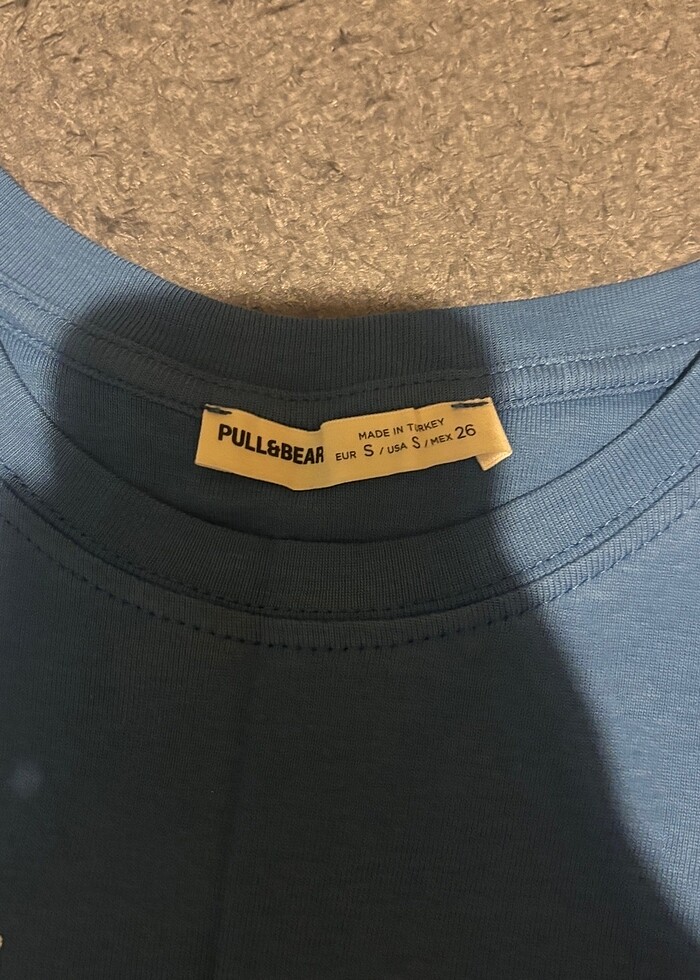 PULL&BEAR
MADE IN TURKEY
EUR S / USA S / MEX 26